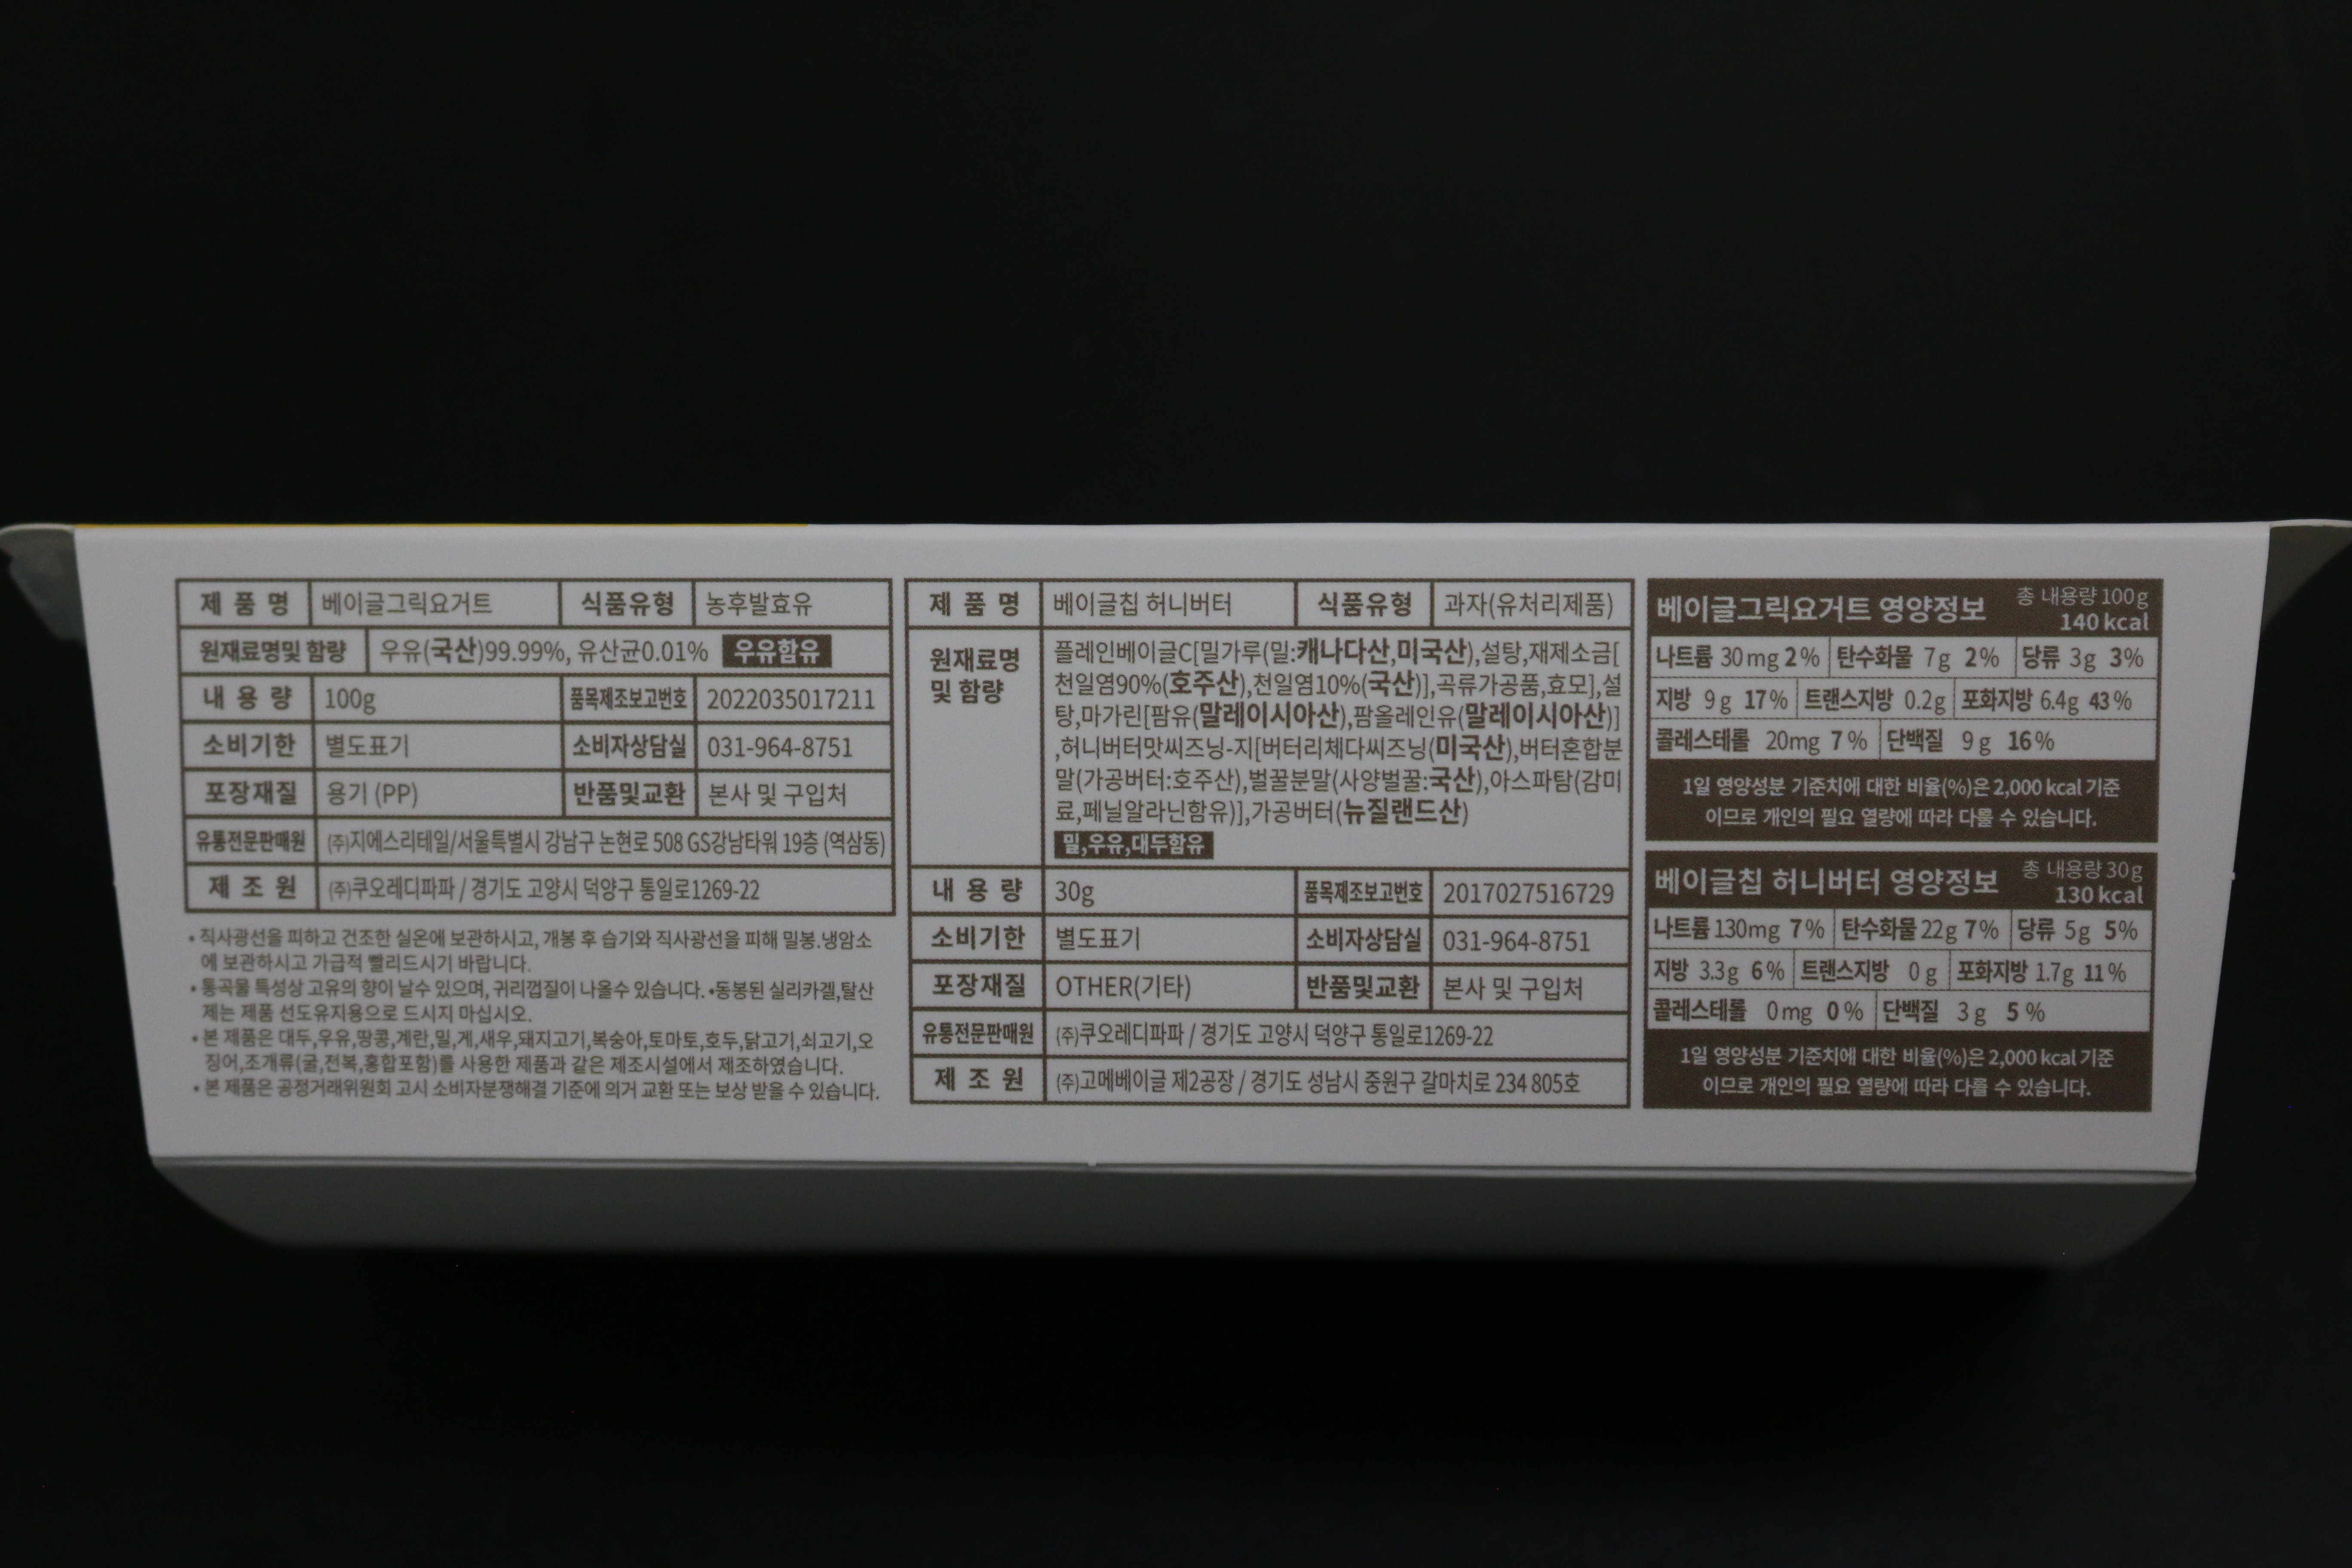 제 품 명 베이글그릭요거트 식품유형 농후발효유
원재료명및 함량 우유(국산)99.99%, 유산균0.01% 우유함유
내 용 량 100g 품목제조보고번호 2022035017211
소비기한 별도표기 소비자상담실 031-964-8751
포장재질 용기 (PP) 반품및교환 본사 및 구입처
유통전문판매원 (주)지에스리테일/서울특별시 강남구 논현로 508 GS강남타워 19층 (역삼동)
제 조 원 (주)쿠오레디파파 / 경기도 고양시 덕양구 통일로1269-22
• 직사광선을 피하고 건조한 실온에 보관하시고, 개봉 후 습기와 직사광선을 피해 밀봉.냉암소
에 보관하시고 가급적 빨리드시기 바랍니다.
• 통곡물 특성상 고유의 향이 날수 있으며, 귀리껍질이 나올수 있습니다. •동봉된 실리카겔,탈산
제는 제품 선도유지용으로 드시지 마십시오.
• 본 제품은 대두,우유,땅콩,계란,밀,게,새우,돼지고기,복숭아,토마토,호두,닭고기,쇠고기,오
징어,조개류(굴,전복,홍합포함)를 사용한 제품과 같은 제조시설에서 제조하였습니다.
• 본 제품은 공정거래위원회 고시 소비자분쟁해결 기준에 의거 교환 또는 보상 받을 수 있습니다.
제 품 명 베이글칩 허니버터 식품유형 과자(유처리제품)
원재료명
및 함량
플레인베이글C[밀가루(밀:캐나다산,미국산),설탕,재제소금[
천일염90%(호주산),천일염10%(국산)],곡류가공품,효모],설
탕,마가린[팜유(말레이시아산),팜올레인유(말레이시아산)]
,허니버터맛씨즈닝-지[버터리체다씨즈닝(미국산),버터혼합분
말(가공버터:호주산),벌꿀분말(사양벌꿀:국산),아스파탐(감미
료,페닐알라닌함유)],가공버터(뉴질랜드산)
밀,우유,대두함유
내 용 량 30g 품목제조보고번호 2017027516729
소비기한 별도표기 소비자상담실 031-964-8751
포장재질 OTHER(기타) 반품및교환 본사 및 구입처
유통전문판매원 (주)쿠오레디파파 / 경기도 고양시 덕양구 통일로1269-22
제 조 원 (주)고메베이글 제2공장 / 경기도 성남시 중원구 갈마치로 234 805호
베이글그릭요거트 영양정보 총 내용량 100g
140 kcal
나트륨 30mg 2% 탄수화물 7g 2% 당류 3g 3%
지방 9g 17% 트랜스지방 0.2g 포화지방 6.4g 43%
콜레스테롤 20mg 7% 단백질 9g 16%
1일 영양성분 기준치에 대한 비율(%)은 2,000 kcal 기준
이므로 개인의 필요 열량에 따라 다를 수 있습니다.
베이글칩 허니버터 영양정보 총 내용량 30g
130 kcal
나트륨 130mg 7% 탄수화물 22g 7% 당류 5g 5%
지방 3.3g 6% 트랜스지방 0g 포화지방 1.7g 11%
콜레스테롤 0mg 0% 단백질 3g 5%
1일 영양성분 기준치에 대한 비율(%)은 2,000 kcal 기준
이므로 개인의 필요 열량에 따라 다를 수 있습니다.